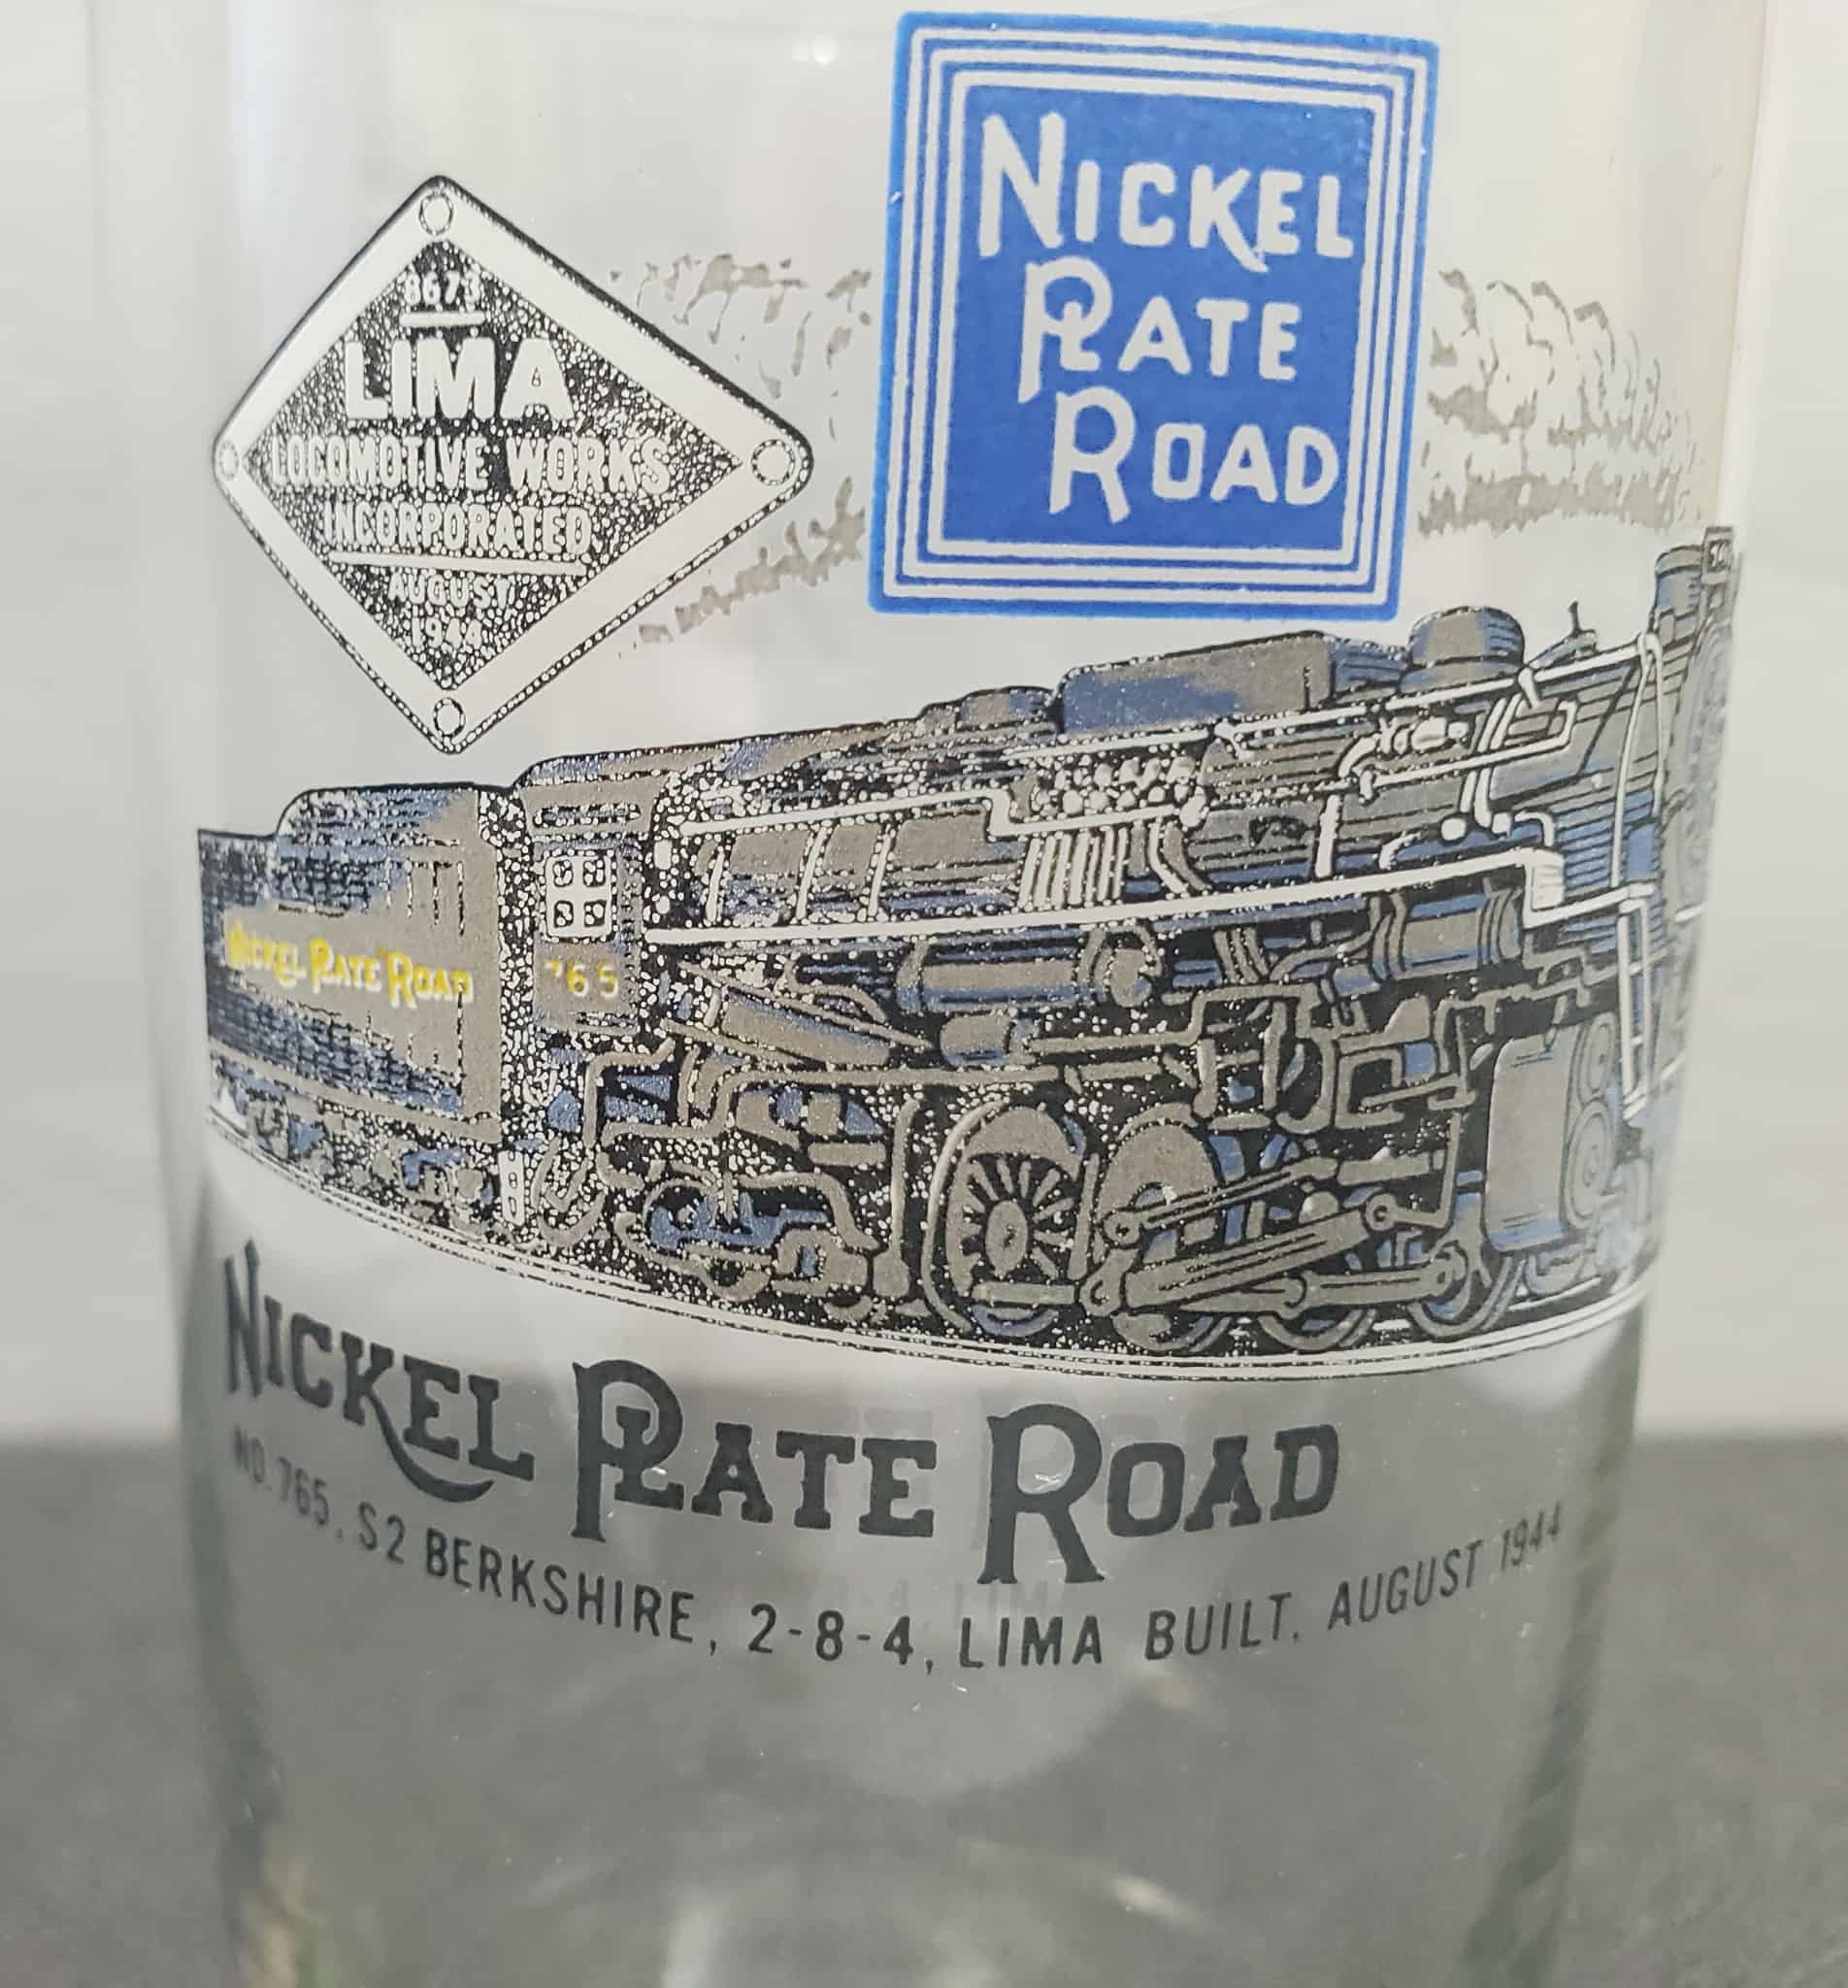 8673
LIMA
LOCOMOTIVE WORKS
INCORPORATED
AUGUST
1944
NICKEL
PLATE
ROAD
NICKEL PLATE ROAD
765
NICKEL PLATE ROAD
NO. 765, S2 BERKSHIRE, 2-8-4, LIMA BUILT, AUGUST 1944